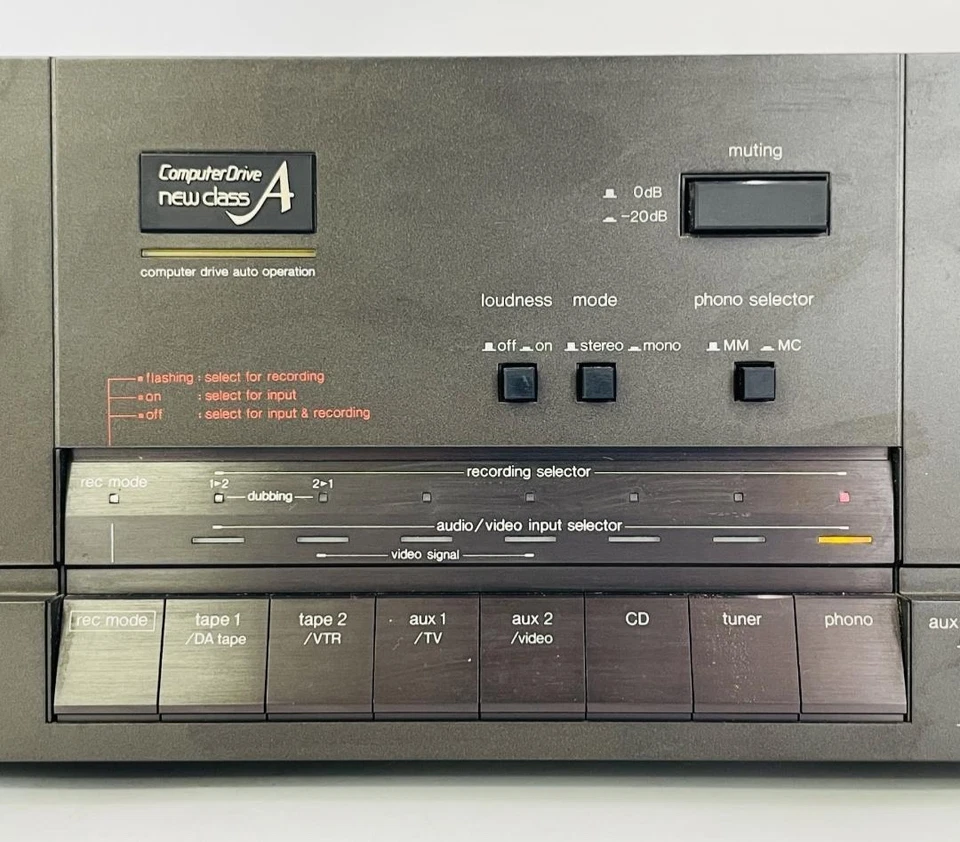 ComputerDrive
new class A
computer drive auto operation
muting
0dB
-20dB
loudness mode phono selector
off on stereo mono MM MC
flashing : select for recording
on : select for input
off : select for input & recording
recording selector
rec mode 1▸2 dubbing 2▸1
audio/video input selector
video signal
rec mode
tape 1
/DA tape
tape 2
/VTR
aux 1
/TV
aux 2
/video
CD
tuner
phono
aux